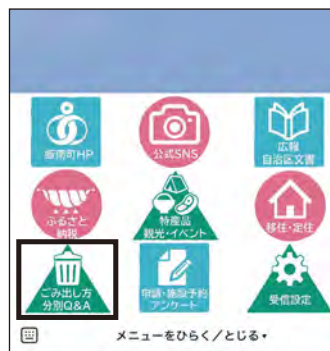 飯南町HP
公式SNS
広報
自治区文書
ふるさと
納税
特産品
観光・イベント
移住・定住
ごみ出し方
分別Q&A
申請・施設予約
アンケート
受信設定
メニューをひらく/とじる▾